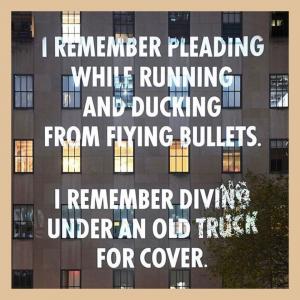 I REMEMBER PLEADING
WHILE RUNNING
AND DUCKING
FROM FLYING BULLETS.
I REMEMBER DIVING
UNDER AN OLD TRUCK
FOR COVER.